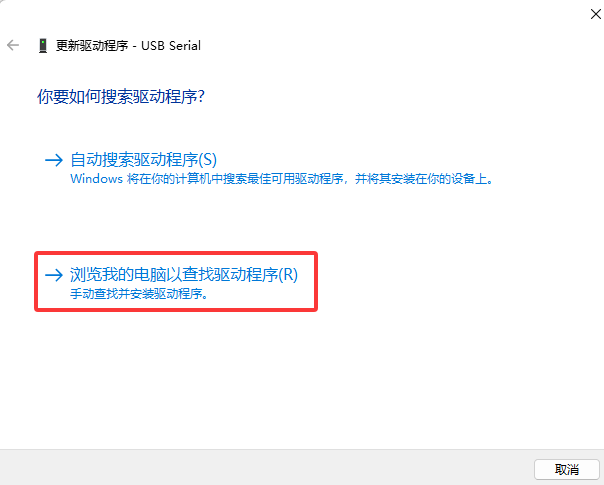 更新驱动程序 - USB Serial
你要如何搜索驱动程序?
自动搜索驱动程序(S)
Windows 将在你的计算机中搜索最佳可用驱动程序，并将其安装在你的设备上。
浏览我的电脑以查找驱动程序(R)
手动查找并安装驱动程序。
取消